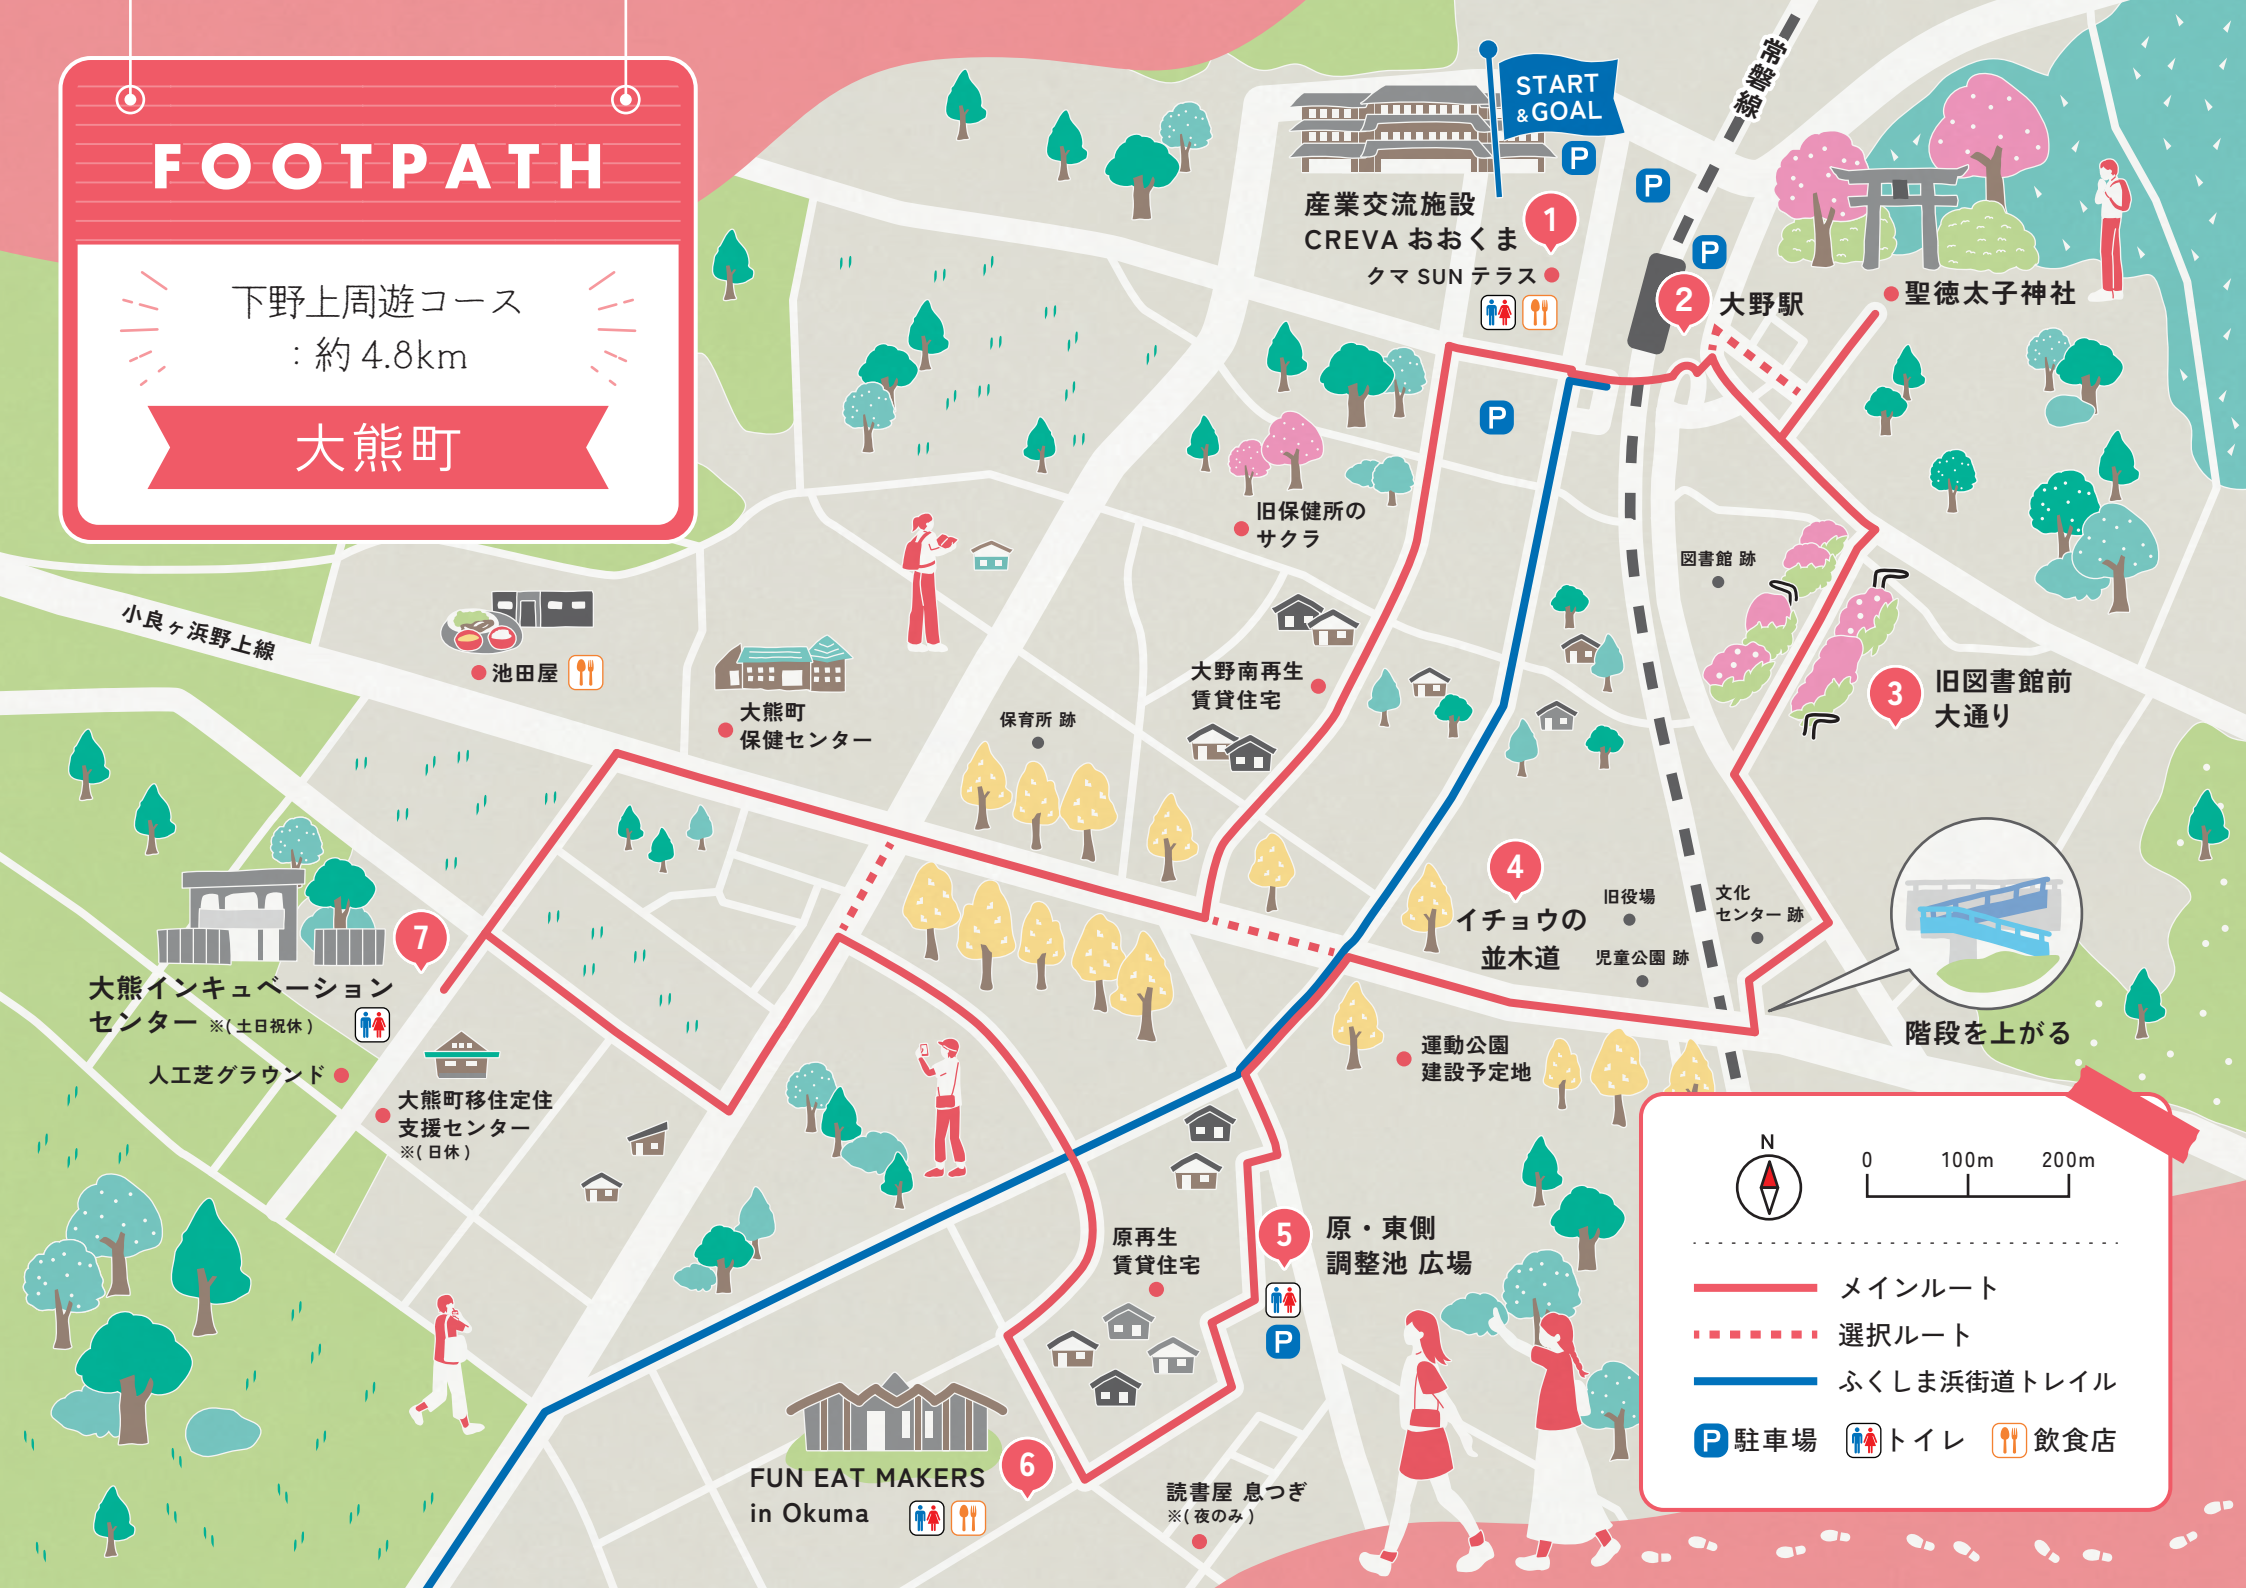 FOOTPATH
下野上周遊コース
：約 4.8km
大熊町
START
&GOAL
P
P
P
産業交流施設
CREVA おおくま
1
クマ SUN テラス
常磐線
2
大野駅
聖徳太子神社
P
旧保健所の
サクラ
図書館 跡
小良ヶ浜野上線
池田屋
大熊町
保健センター
保育所 跡
大野南再生
賃貸住宅
3
旧図書館前
大通り
4
イチョウの
並木道
旧役場
文化
センター 跡
児童公園 跡
7
大熊インキュベーション
センター ※(土日祝休)
人工芝グラウンド
大熊町移住定住
支援センター
※(日休)
運動公園
建設予定地
階段を上がる
原再生
賃貸住宅
5
原・東側
調整池 広場
P
FUN EAT MAKERS
in Okuma
6
読書屋 息つぎ
※(夜のみ)
N
0 100m 200m
メインルート
選択ルート
ふくしま浜街道トレイル
P 駐車場 トイレ 飲食店